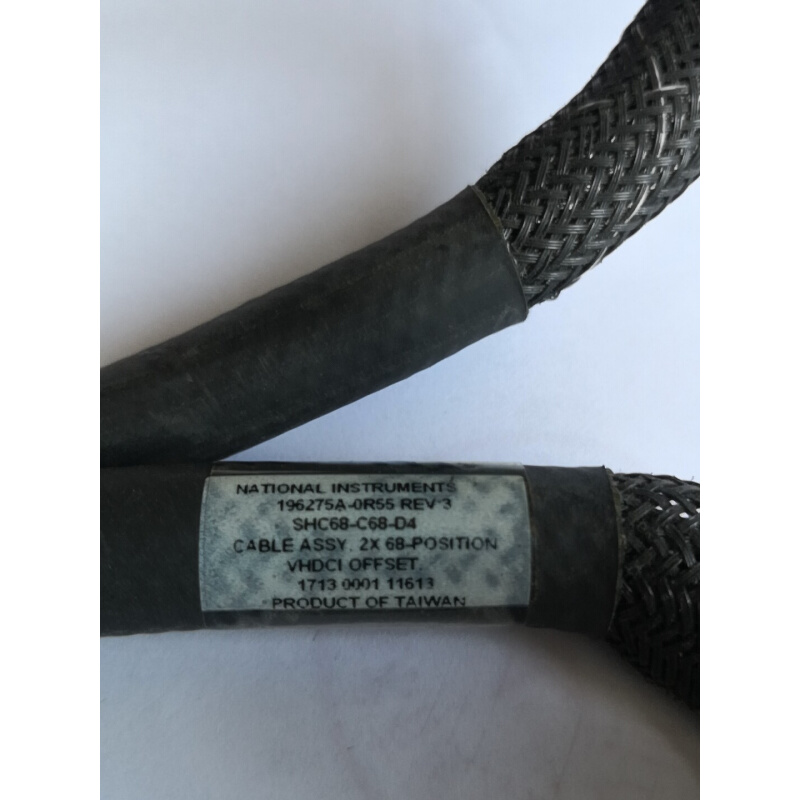 NATIONAL INSTRUMENTS
196275A-0R55 REV 3
SHC68-C68-D4
CABLE ASSY, 2X 68-POSITION
VHDCI OFFSET,
1713 0001 11613
PRODUCT OF TAIWAN